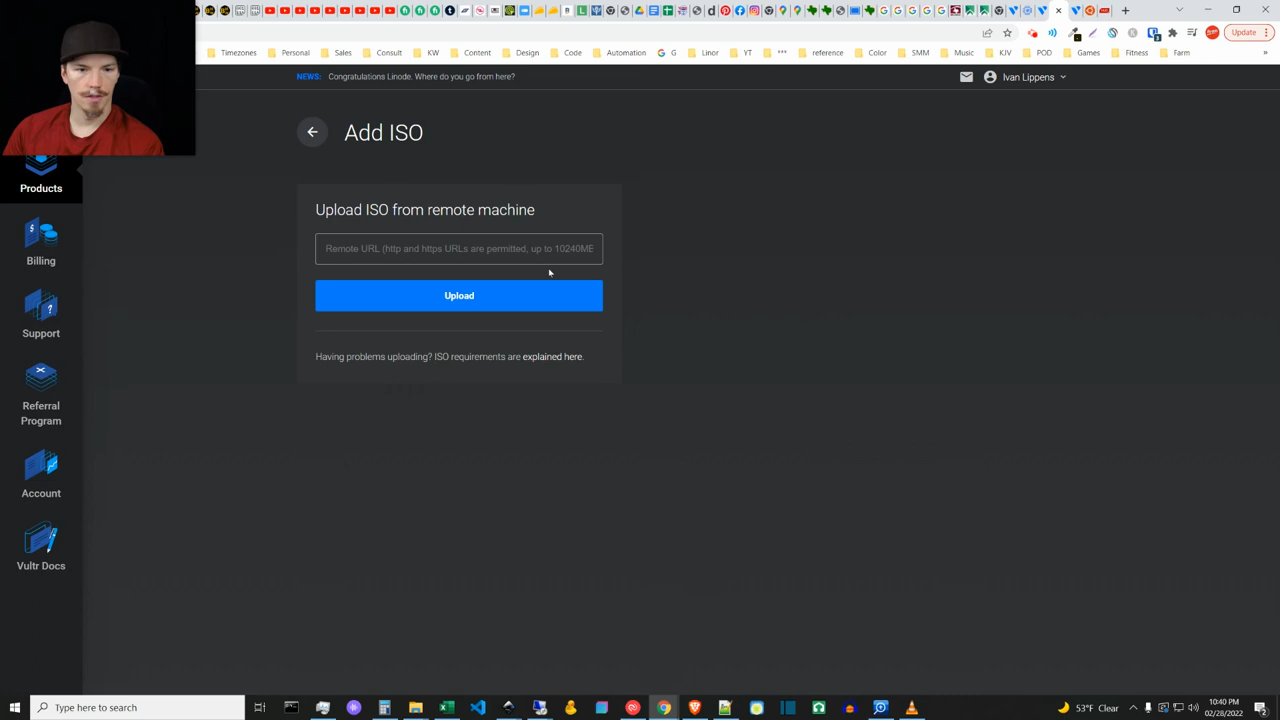 Update
Timezones Personal Sales Consult KW Content Design Code Automation G Linor YT *** reference Color SMM Music KJV POD Games Fitness Farm »
NEWS: Congratulations Linode. Where do you go from here?
Ivan Lippens
Add ISO
Products
Billing
Support
Referral
Program
Account
Vultr Docs
Upload ISO from remote machine
Remote URL (http and https URLs are permitted, up to 10240ME
Upload
Having problems uploading? ISO requirements are explained here.
Type here to search
53°F Clear
10:40 PM
02/28/2022